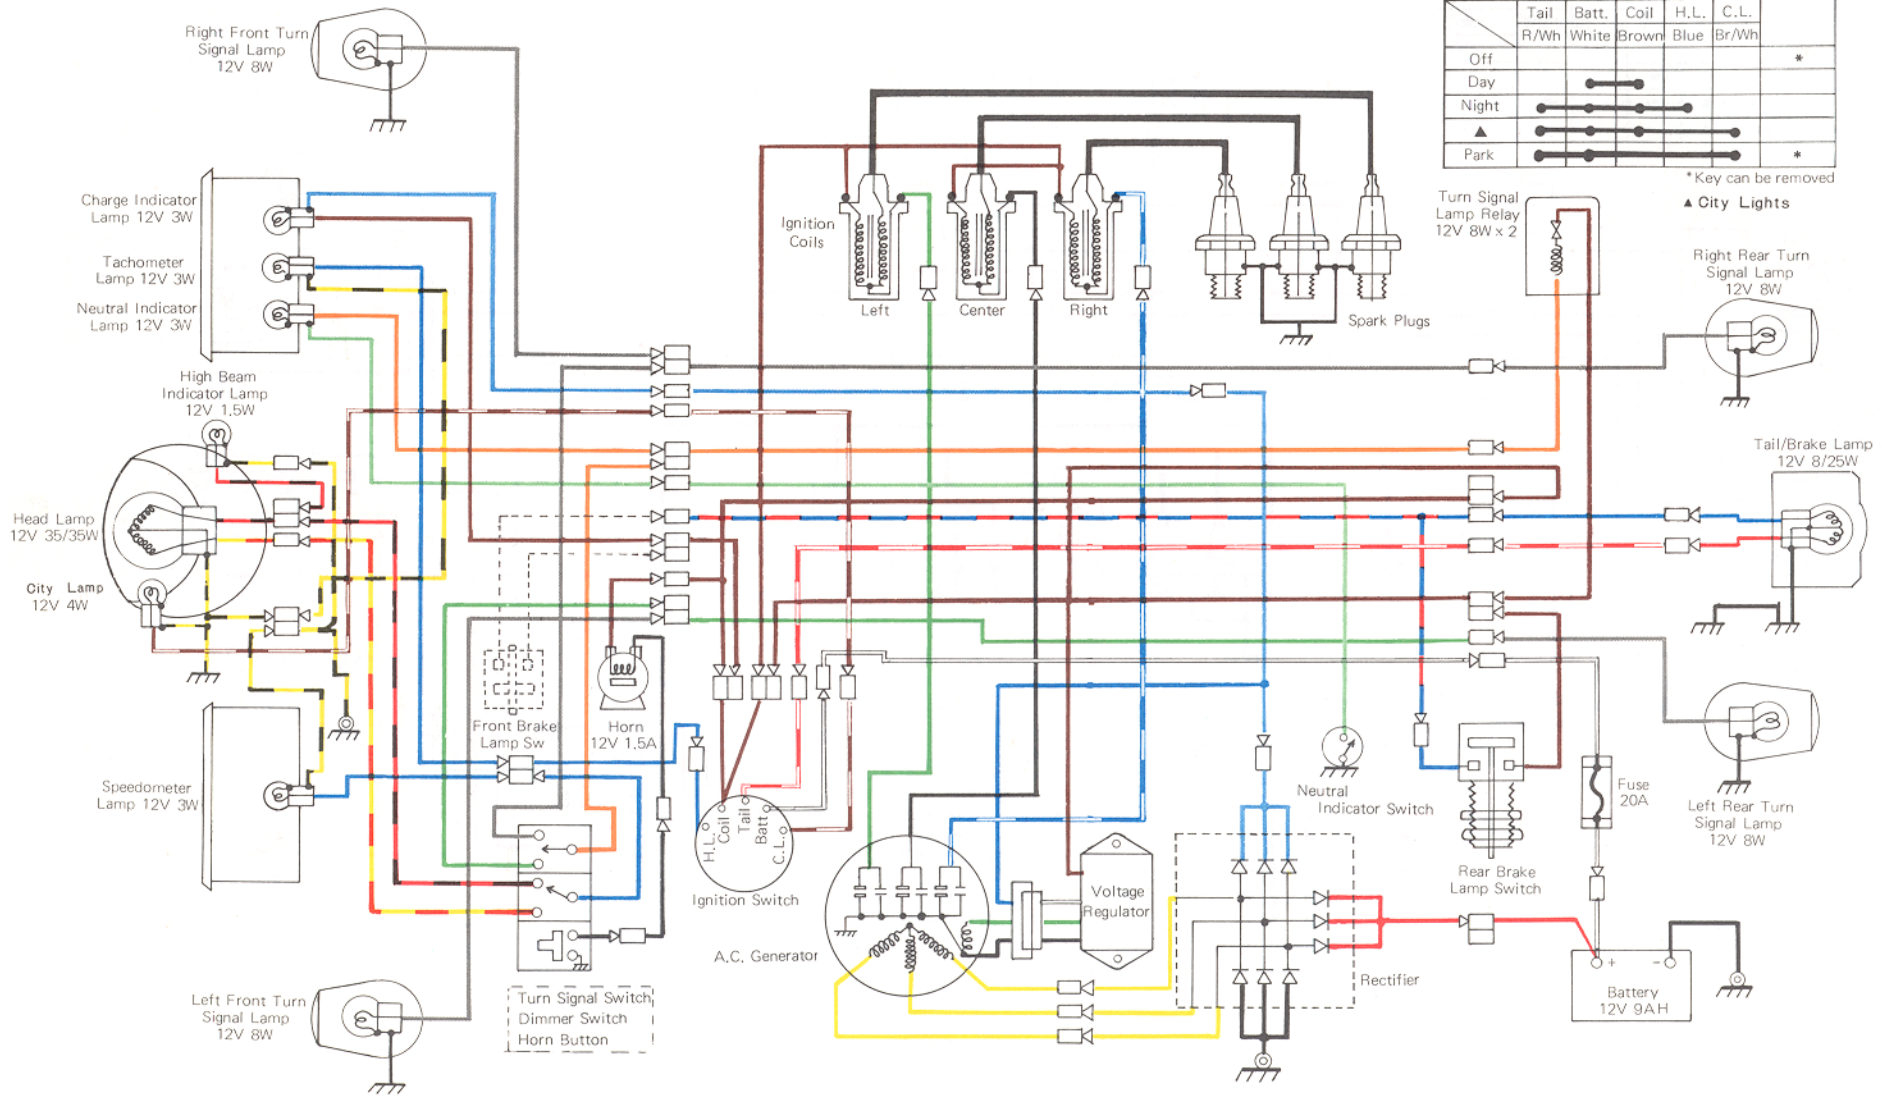 Right Front Turn
Signal Lamp
12V 8W
Tail Batt. Coil H.L. C.L.
R/Wh White Brown Blue Br/Wh
Off *
Day
Night
▲
Park *
*Key can be removed
▲ City Lights
Charge Indicator
Lamp 12V 3W
Tachometer
Lamp 12V 3W
Neutral Indicator
Lamp 12V 3W
Ignition
Coils
Left
Center
Right
Spark Plugs
Turn Signal
Lamp Relay
12V 8W x 2
Right Rear Turn
Signal Lamp
12V 8W
High Beam
Indicator Lamp
12V 1.5W
Head Lamp
12V 35/35W
City Lamp
12V 4W
Tail/Brake Lamp
12V 8/25W
Front Brake
Lamp Sw
Horn
12V 1.5A
Speedometer
Lamp 12V 3W
H.L.
Coil
Tail
Batt
C.L.
Ignition Switch
Neutral
Indicator Switch
Fuse
20A
Left Rear Turn
Signal Lamp
12V 8W
Rear Brake
Lamp Switch
Voltage
Regulator
A.C. Generator
Rectifier
+ −
Battery
12V 9AH
Left Front Turn
Signal Lamp
12V 8W
Turn Signal Switch
Dimmer Switch
Horn Button